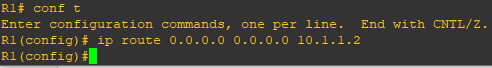 R1# conf t
Enter configuration commands, one per line.  End with CNTL/Z.
R1(config)# ip route 0.0.0.0 0.0.0.0 10.1.1.2
R1(config)#